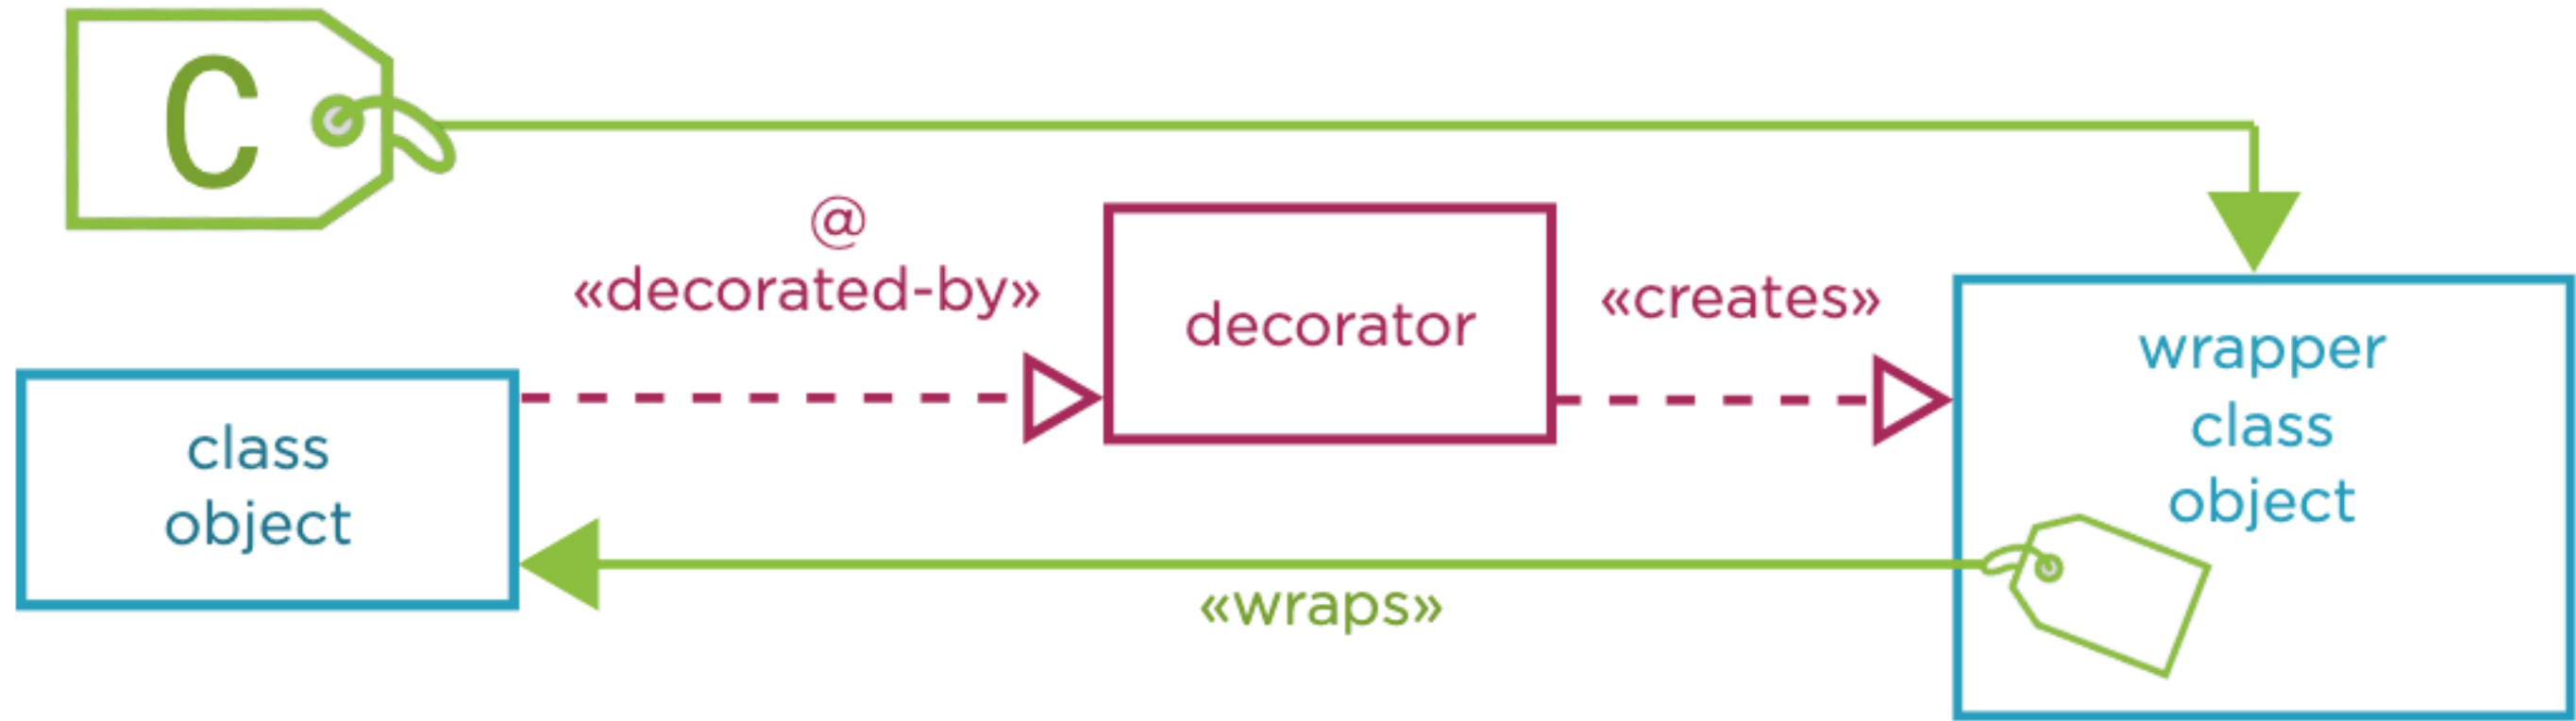 C
@
«decorated-by»
decorator
«creates»
wrapper
class
object
class
object
«wraps»